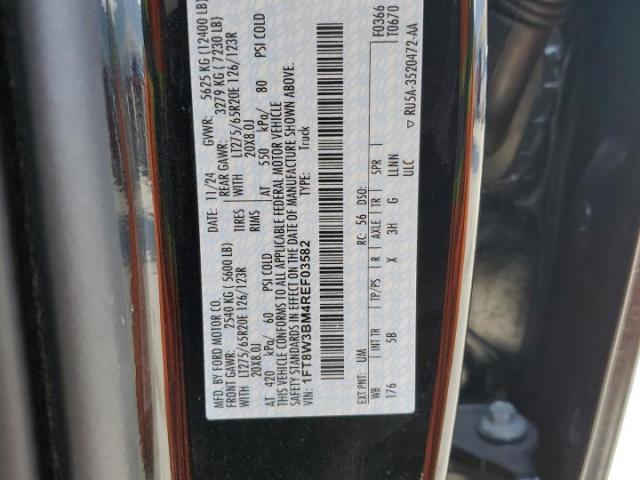 MFD. BY FORD MOTOR CO.
DATE: 11/24 GVWR: 5625 KG (12400 LB)
FRONT GAWR: 2540 KG (5600 LB)
REAR GAWR: 3279 KG (7230 LB)
WITH LT275/65R20E 126/123R TIRES
WITH LT275/65R20E 126/123R
20X8.0J RIMS 20X8.0J
AT 420 kPa/ 60 PSI COLD
AT 550 kPa/ 80 PSI COLD
THIS VEHICLE CONFORMS TO ALL APPLICABLE FEDERAL MOTOR VEHICLE
SAFETY STANDARDS IN EFFECT ON THE DATE OF MANUFACTURE SHOWN ABOVE.
VIN: 1FT8W3BM4REF03582 TYPE: Truck
F0366
T0670
EXT PNT: UM RC: 56 DSO:
WB INT TR TP/PS R AXLE TR SPR
176 5B X 3H G LLNN
ULC
▽ RU5A-3520472-AA